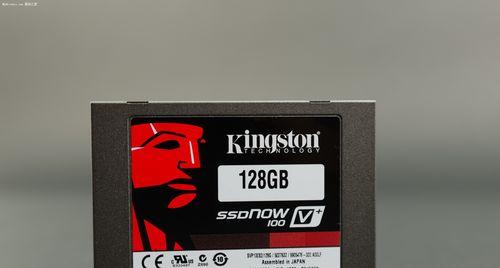 Kingston
TECHNOLOGY
128GB
SSDNOW
100
V+
Assembled in JAPAN